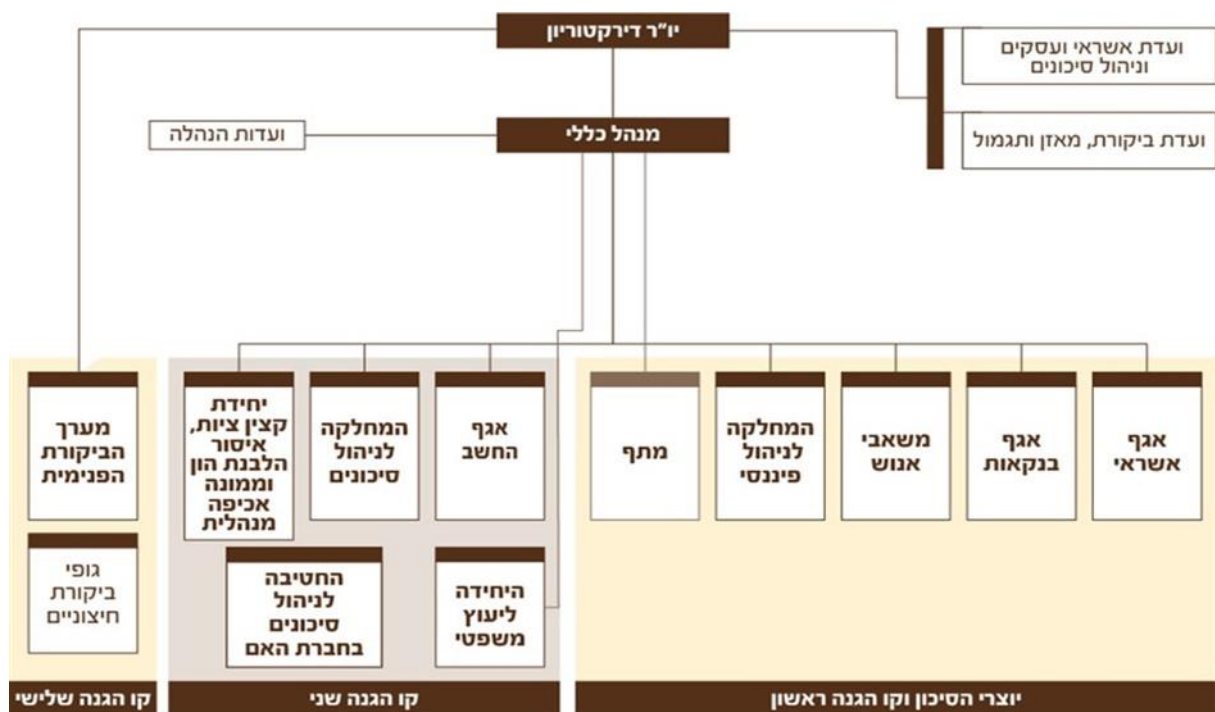 יו"ר דירקטוריון
ועדת אשראי ועסקים
וניהול סיכונים
ועדת ביקורת, מאזן ותגמול
מנהל כללי
ועדות הנהלה
אגף
אשראי
אגף
בנקאות
משאבי
אנוש
המחלקה
לניהול
פיננסי
מתף
אגף
החשב
המחלקה
לניהול
סיכונים
יחידת
קצין ציות,
איסור
הלבנת הון
וממונה
אכיפה
מנהלית
היחידה
ליעוץ
משפטי
החטיבה
לניהול
סיכונים
בחברת האם
מערך
הביקורת
הפנימית
גופי
ביקורת
חיצוניים
יוצרי הסיכון וקו הגנה ראשון
קו הגנה שני
קו הגנה שלישי